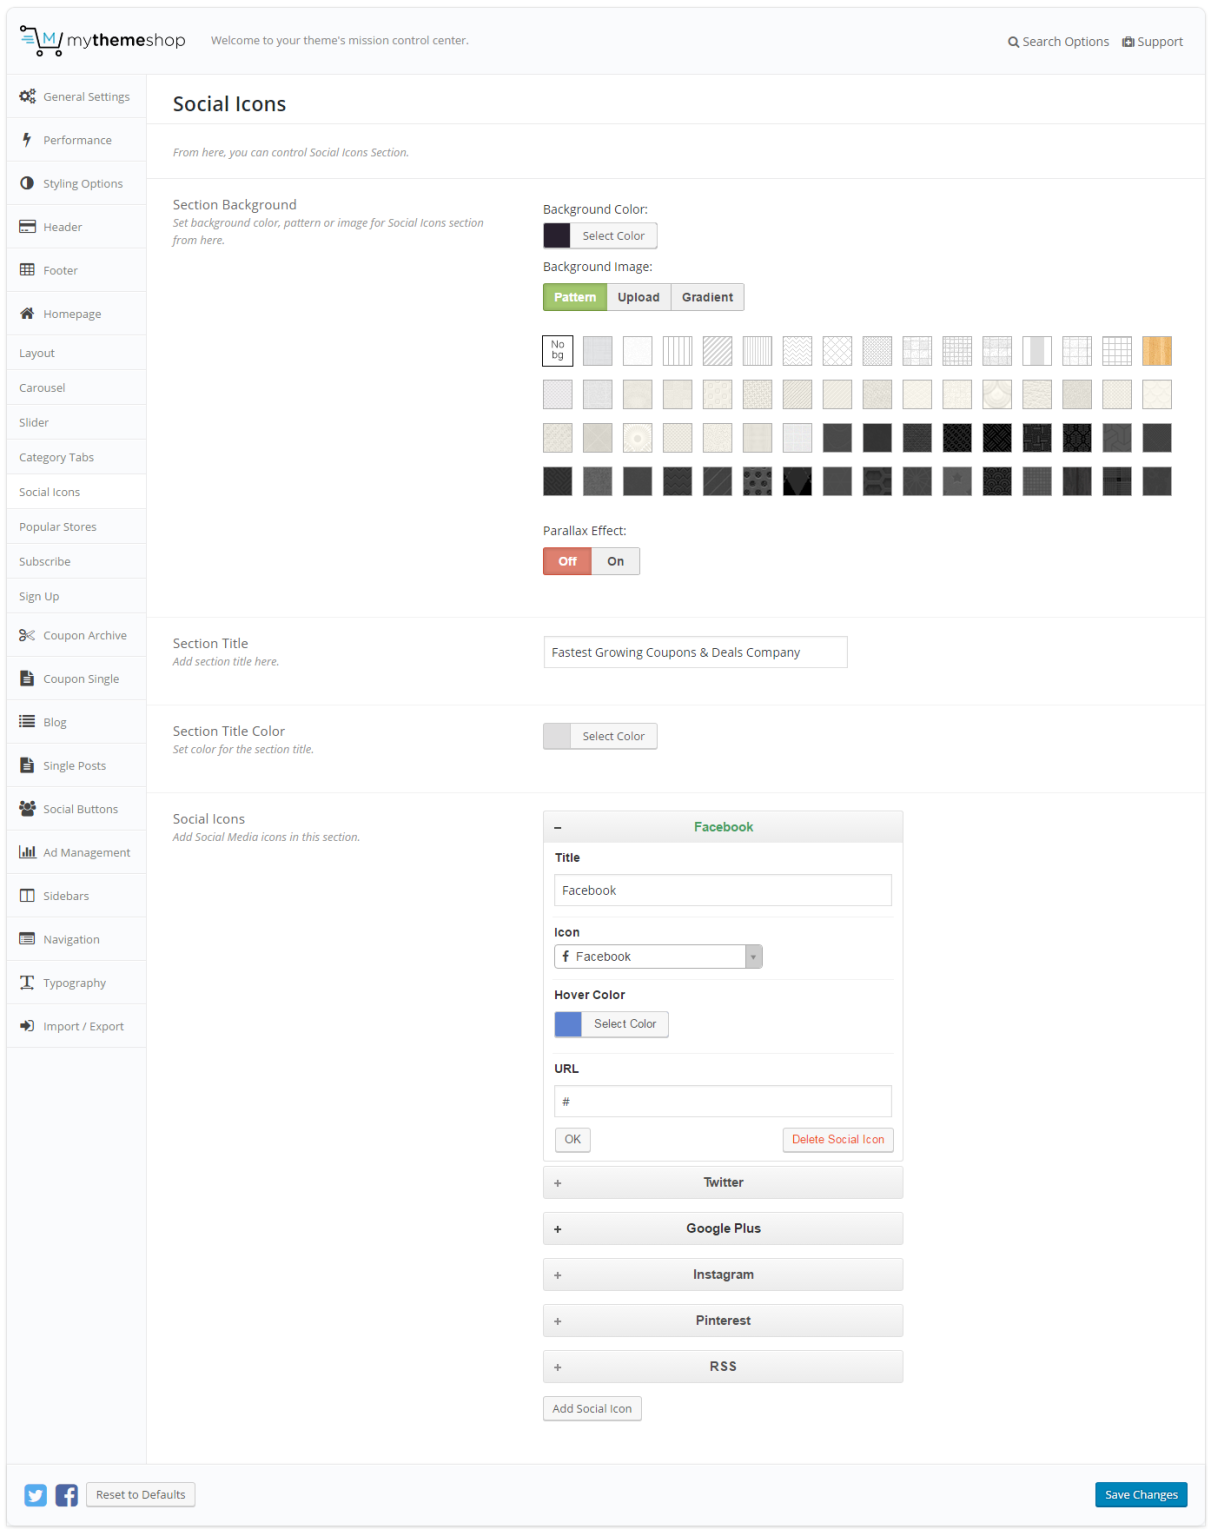 mythemeshop
Welcome to your theme's mission control center.
Search Options
Support
General Settings
Performance
Styling Options
Header
Footer
Homepage
Layout
Carousel
Slider
Category Tabs
Social Icons
Popular Stores
Subscribe
Sign Up
Coupon Archive
Coupon Single
Blog
Single Posts
Social Buttons
Ad Management
Sidebars
Navigation
Typography
Import / Export
Social Icons
From here, you can control Social Icons Section.
Section Background
Set background color, pattern or image for Social Icons section
from here.
Background Color:
Select Color
Background Image:
Pattern Upload Gradient
No
bg
Parallax Effect:
Off On
Section Title
Add section title here.
Fastest Growing Coupons & Deals Company
Section Title Color
Set color for the section title.
Select Color
Social Icons
Add Social Media icons in this section.
– Facebook
Title
Facebook
Icon
Facebook
Hover Color
Select Color
URL
#
OK Delete Social Icon
+ Twitter
+ Google Plus
+ Instagram
+ Pinterest
+ RSS
Add Social Icon
Reset to Defaults
Save Changes